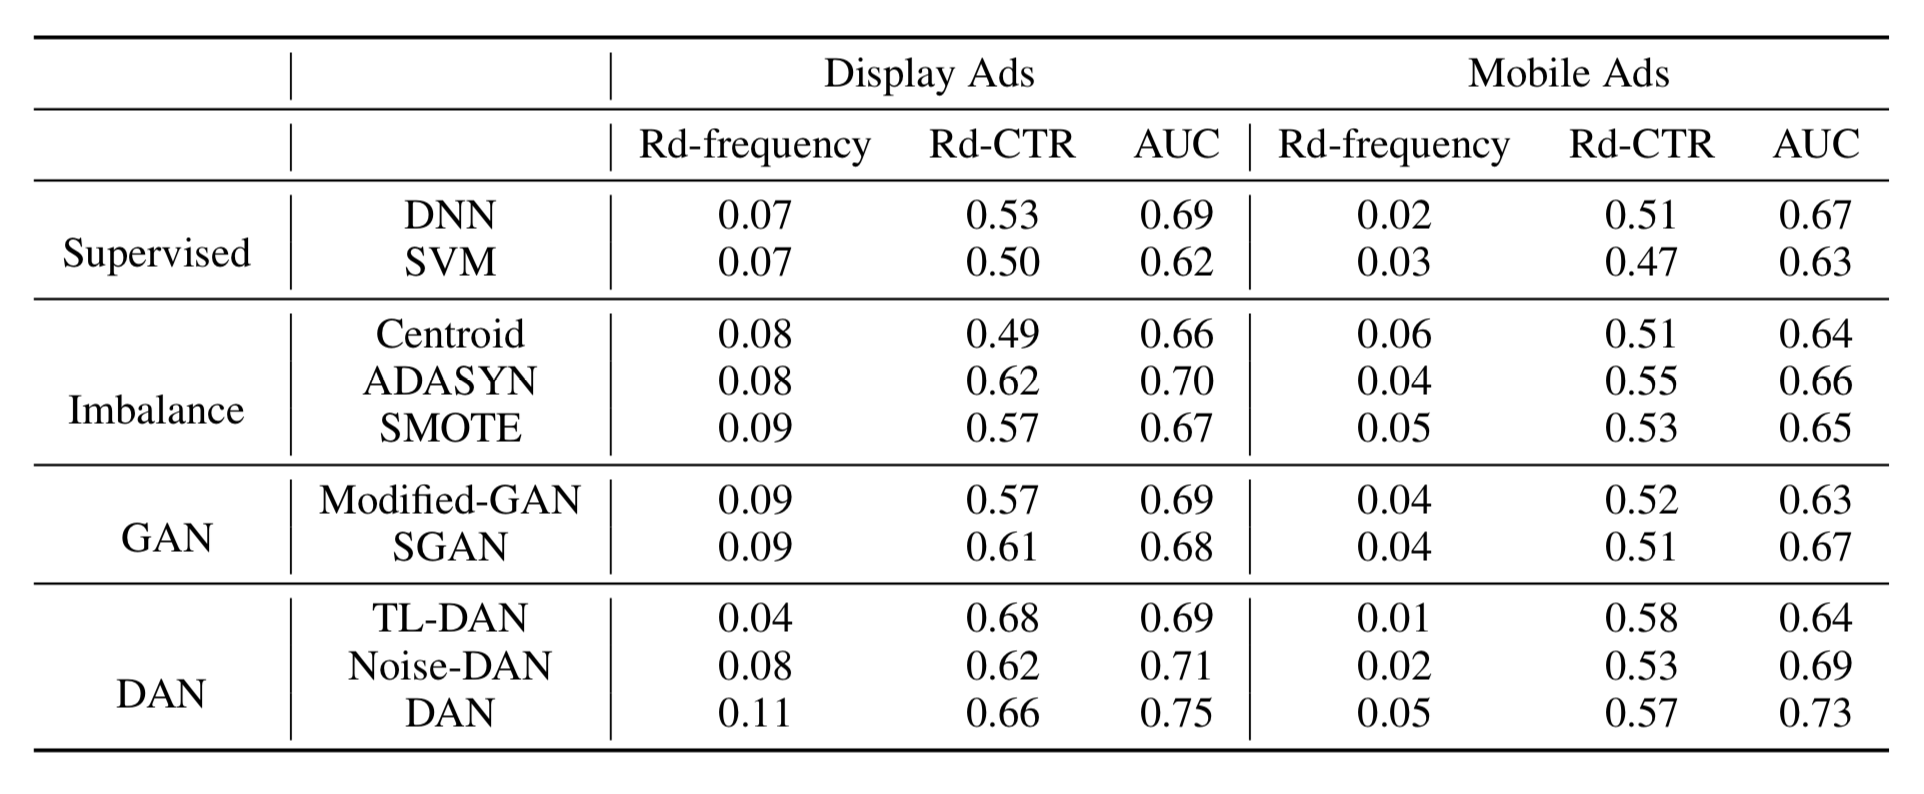 Display Ads Mobile Ads
Rd-frequency Rd-CTR AUC Rd-frequency Rd-CTR AUC
Supervised
DNN 0.07 0.53 0.69 0.02 0.51 0.67
SVM 0.07 0.50 0.62 0.03 0.47 0.63
Imbalance
Centroid 0.08 0.49 0.66 0.06 0.51 0.64
ADASYN 0.08 0.62 0.70 0.04 0.55 0.66
SMOTE 0.09 0.57 0.67 0.05 0.53 0.65
GAN
Modified-GAN 0.09 0.57 0.69 0.04 0.52 0.63
SGAN 0.09 0.61 0.68 0.04 0.51 0.67
DAN
TL-DAN 0.04 0.68 0.69 0.01 0.58 0.64
Noise-DAN 0.08 0.62 0.71 0.02 0.53 0.69
DAN 0.11 0.66 0.75 0.05 0.57 0.73